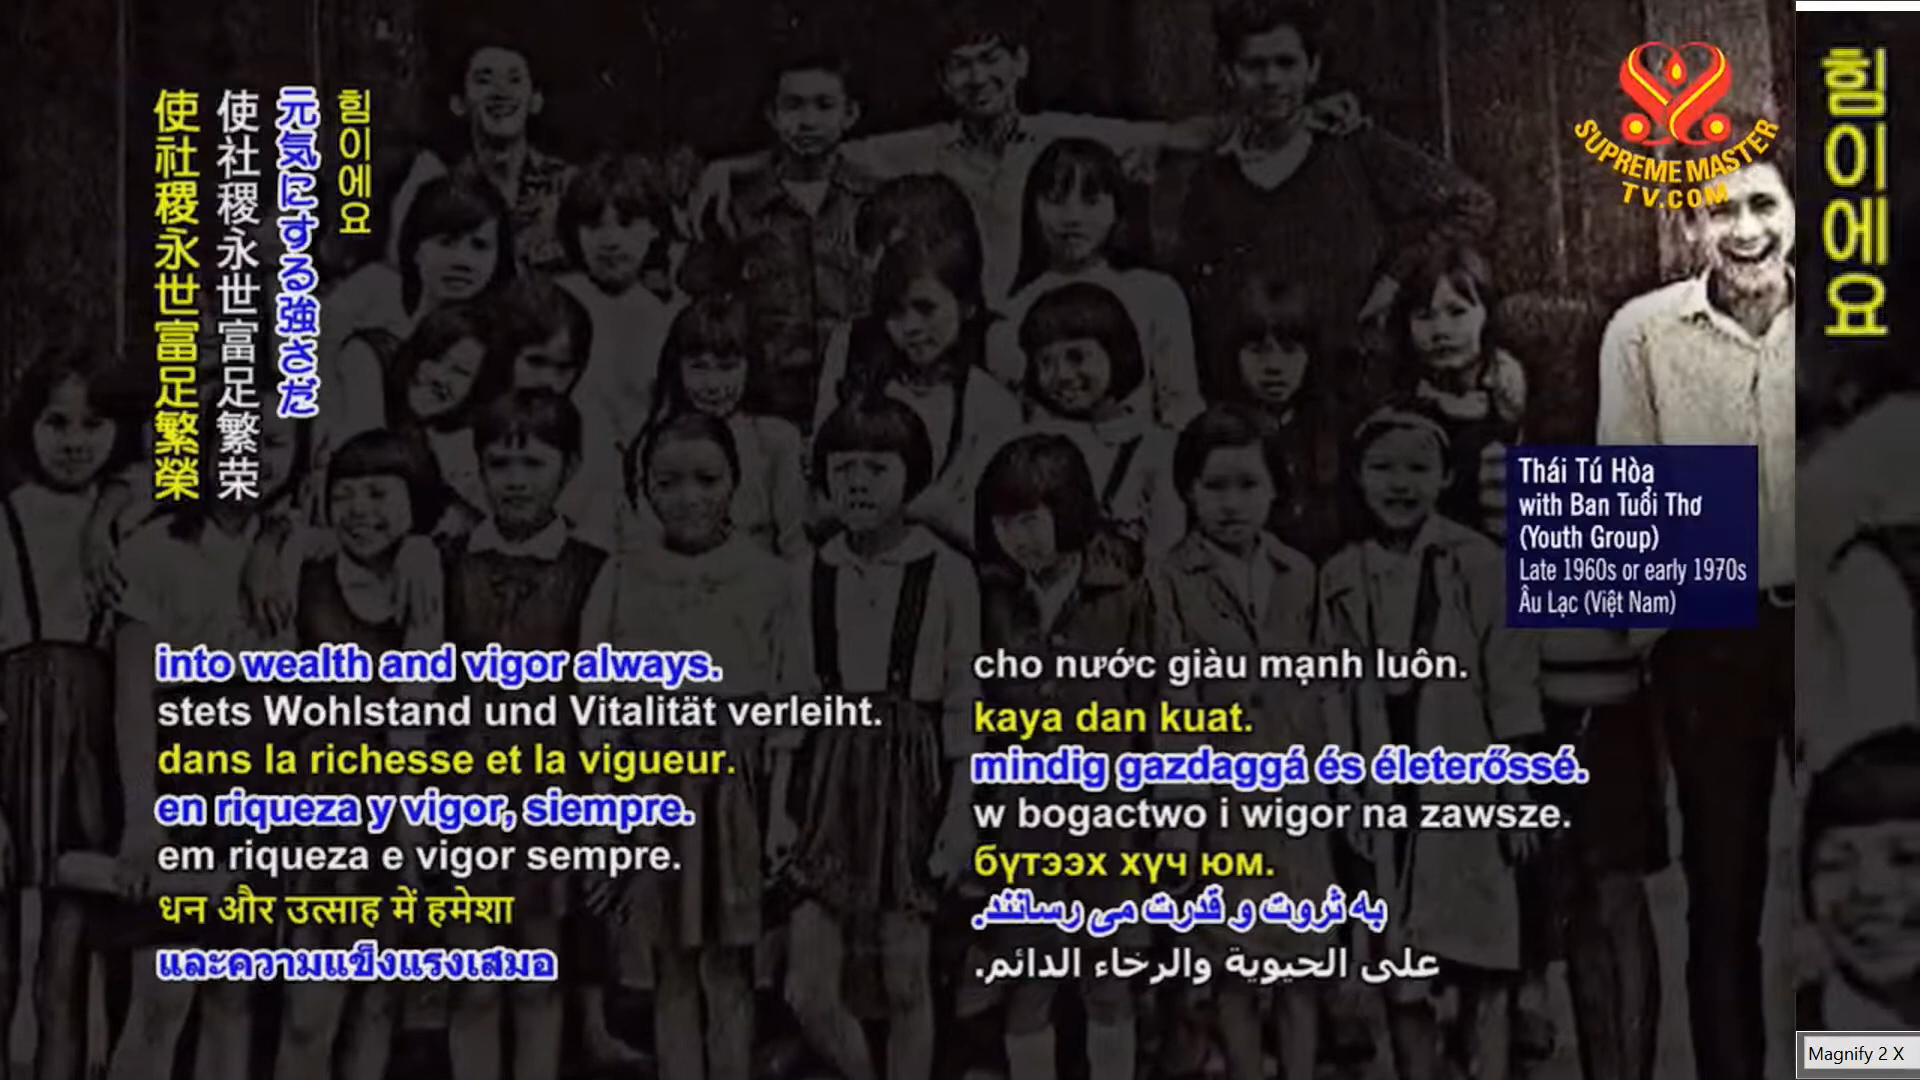 使社稷永世富足繁榮
使社稷永世富足繁荣
元気にする強さだ
힘이에요
SUPREME MASTER
TV.COM
힘이에요
Thái Tú Hòa
with Ban Tuổi Thơ
(Youth Group)
Late 1960s or early 1970s
Âu Lạc (Việt Nam)
into wealth and vigor always.
stets Wohlstand und Vitalität verleiht.
dans la richesse et la vigueur.
en riqueza y vigor, siempre.
em riqueza e vigor sempre.
धन और उत्साह में हमेशा
และความแข็งแรงเสมอ
cho nước giàu mạnh luôn.
kaya dan kuat.
mindig gazdaggá és életerőssé.
w bogactwo i wigor na zawsze.
бүтээх хүч юм.
به ثروت و قدرت می رسانند.
على الحيوية والرخاء الدائم.
Magnify 2 X